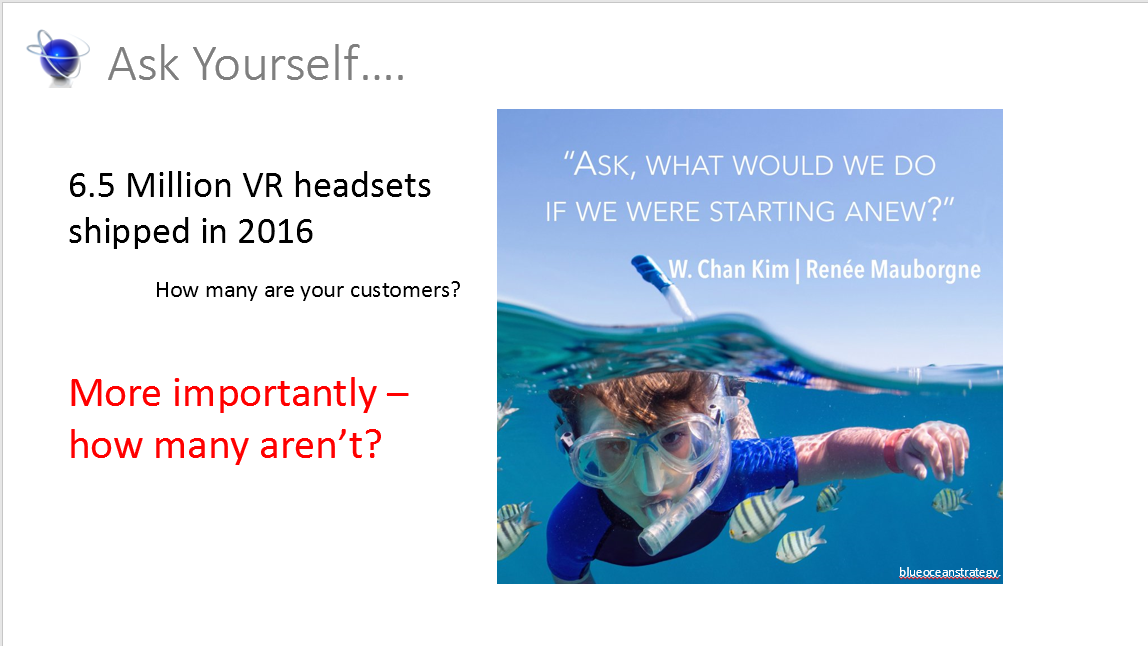 Ask Yourself....
6.5 Million VR headsets
shipped in 2016
How many are your customers?
More importantly –
how many aren’t?
“ASK, WHAT WOULD WE DO
IF WE WERE STARTING ANEW?”
W. Chan Kim | Renée Mauborgne
blueoceanstrategy.